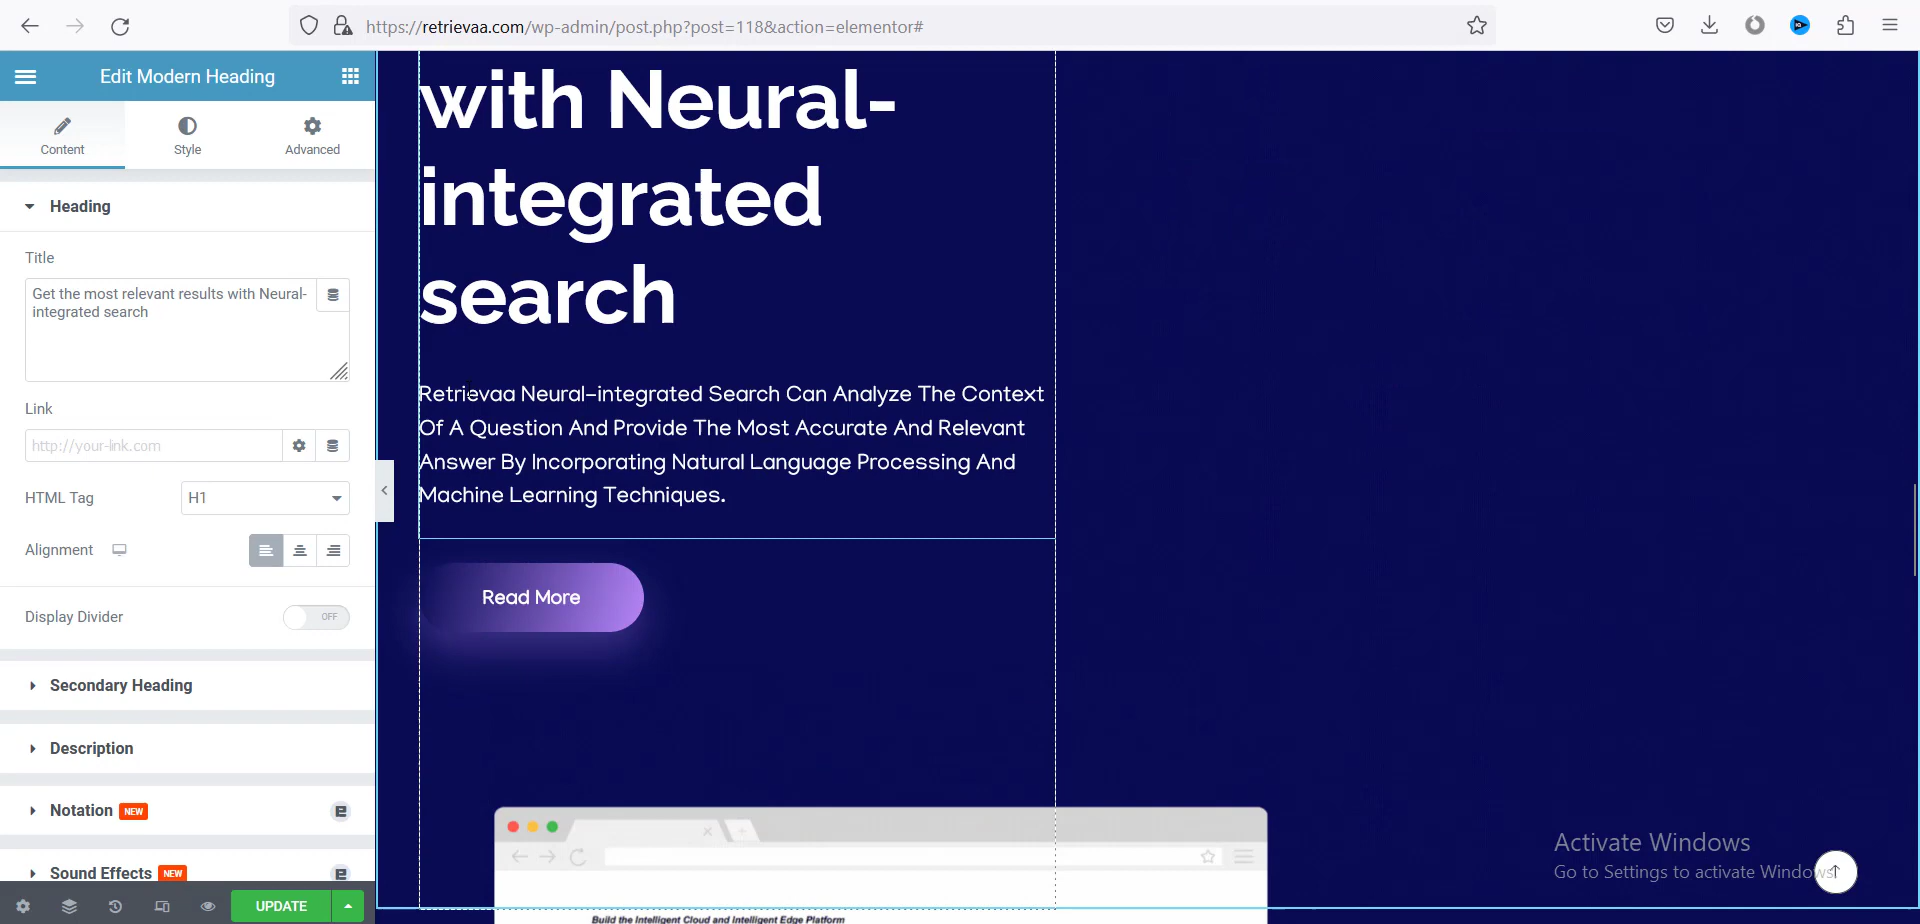 https://retrievaa.com/wp-admin/post.php?post=118&action=elementor#
Edit Modern Heading
Content
Style
Advanced
Heading
Title
Get the most relevant results with Neural-
integrated search
Link
http://your-link.com
HTML Tag
H1
Alignment
Display Divider
OFF
Secondary Heading
Description
Notation
NEW
Sound Effects
NEW
UPDATE
with Neural-
integrated
search
Retrievaa Neural-integrated Search Can Analyze The Context
Of A Question And Provide The Most Accurate And Relevant
Answer By Incorporating Natural Language Processing And
Machine Learning Techniques.
Read More
Build the Intelligent Cloud and Intelligent Edge Platform
Activate Windows
Go to Settings to activate Windows.